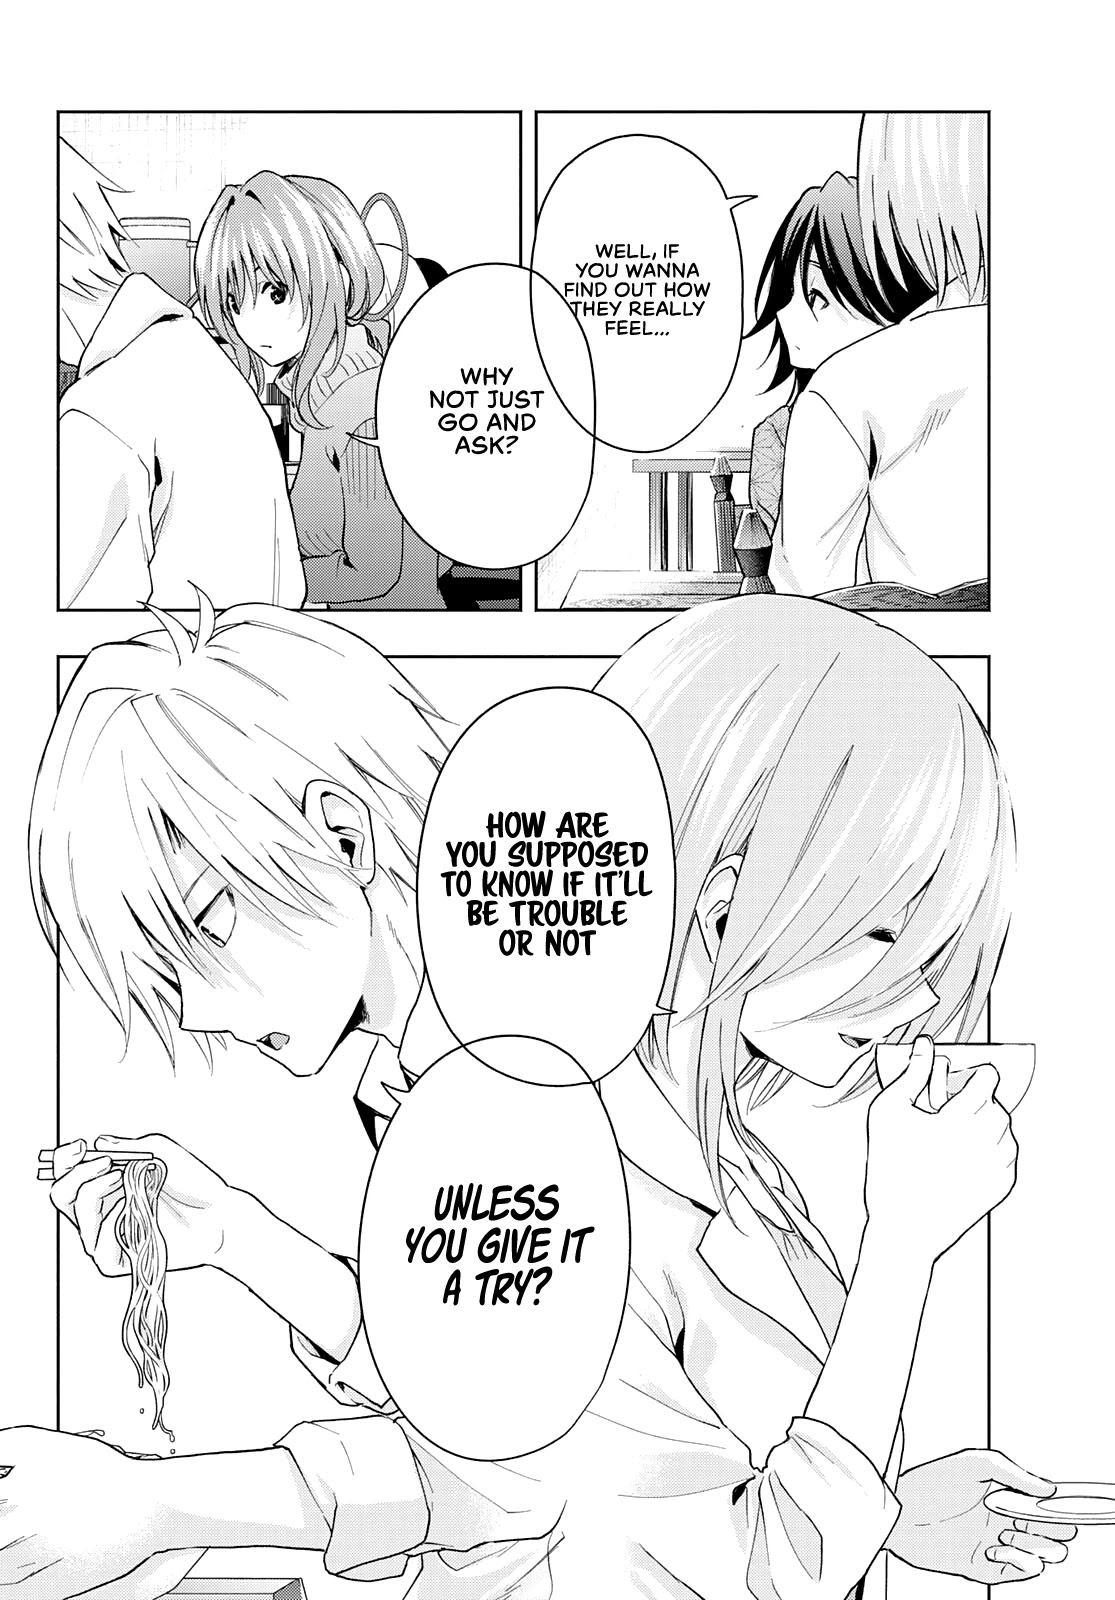 WELL, IF
YOU WANNA
FIND OUT HOW
THEY REALLY
FEEL...
WHY
NOT JUST
GO AND
ASK?
HOW ARE
YOU SUPPOSED
TO KNOW IF IT'LL
BE TROUBLE
OR NOT
UNLESS
YOU GIVE IT
A TRY?